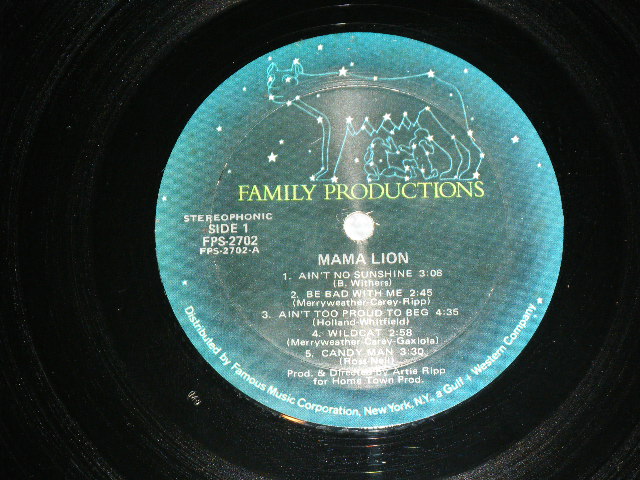 FAMILY PRODUCTIONS
STEREOPHONIC
SIDE 1
FPS-2702
FPS-2702-A
MAMA LION
1. AIN'T NO SUNSHINE 3:06
(B. Withers)
2. BE BAD WITH ME 2:45
(Merryweather-Carey-Ripp)
3. AIN'T TOO PROUD TO BEG 4:35
(Holland-Whitfield)
4. WILDCAT 2:58
(Merryweather-Carey-Gaxiola)
5. CANDY MAN 3:30
(Ross-Neil)
Prod. & Directed by Artie Ripp
for Home Town Prod.
Distributed by Famous Music Corporation, New York, N.Y., a Gulf + Western Company